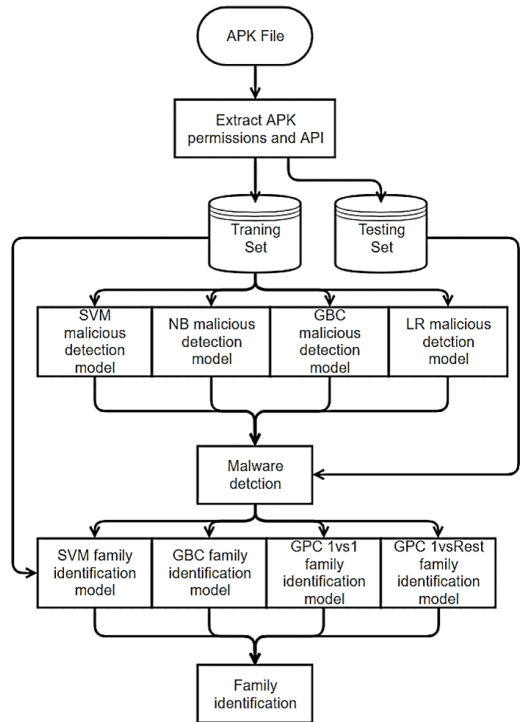 APK File
Extract APK
permissions and API
Traning
Set
Testing
Set
SVM
malicious
detection
model
NB malicious
detection
model
GBC
malicious
detection
model
LR malicious
detction
model
Malware
detction
SVM family
identification
model
GBC family
identification
model
GPC 1vs1
family
identification
model
GPC 1vsRest
family
identification
model
Family
identification